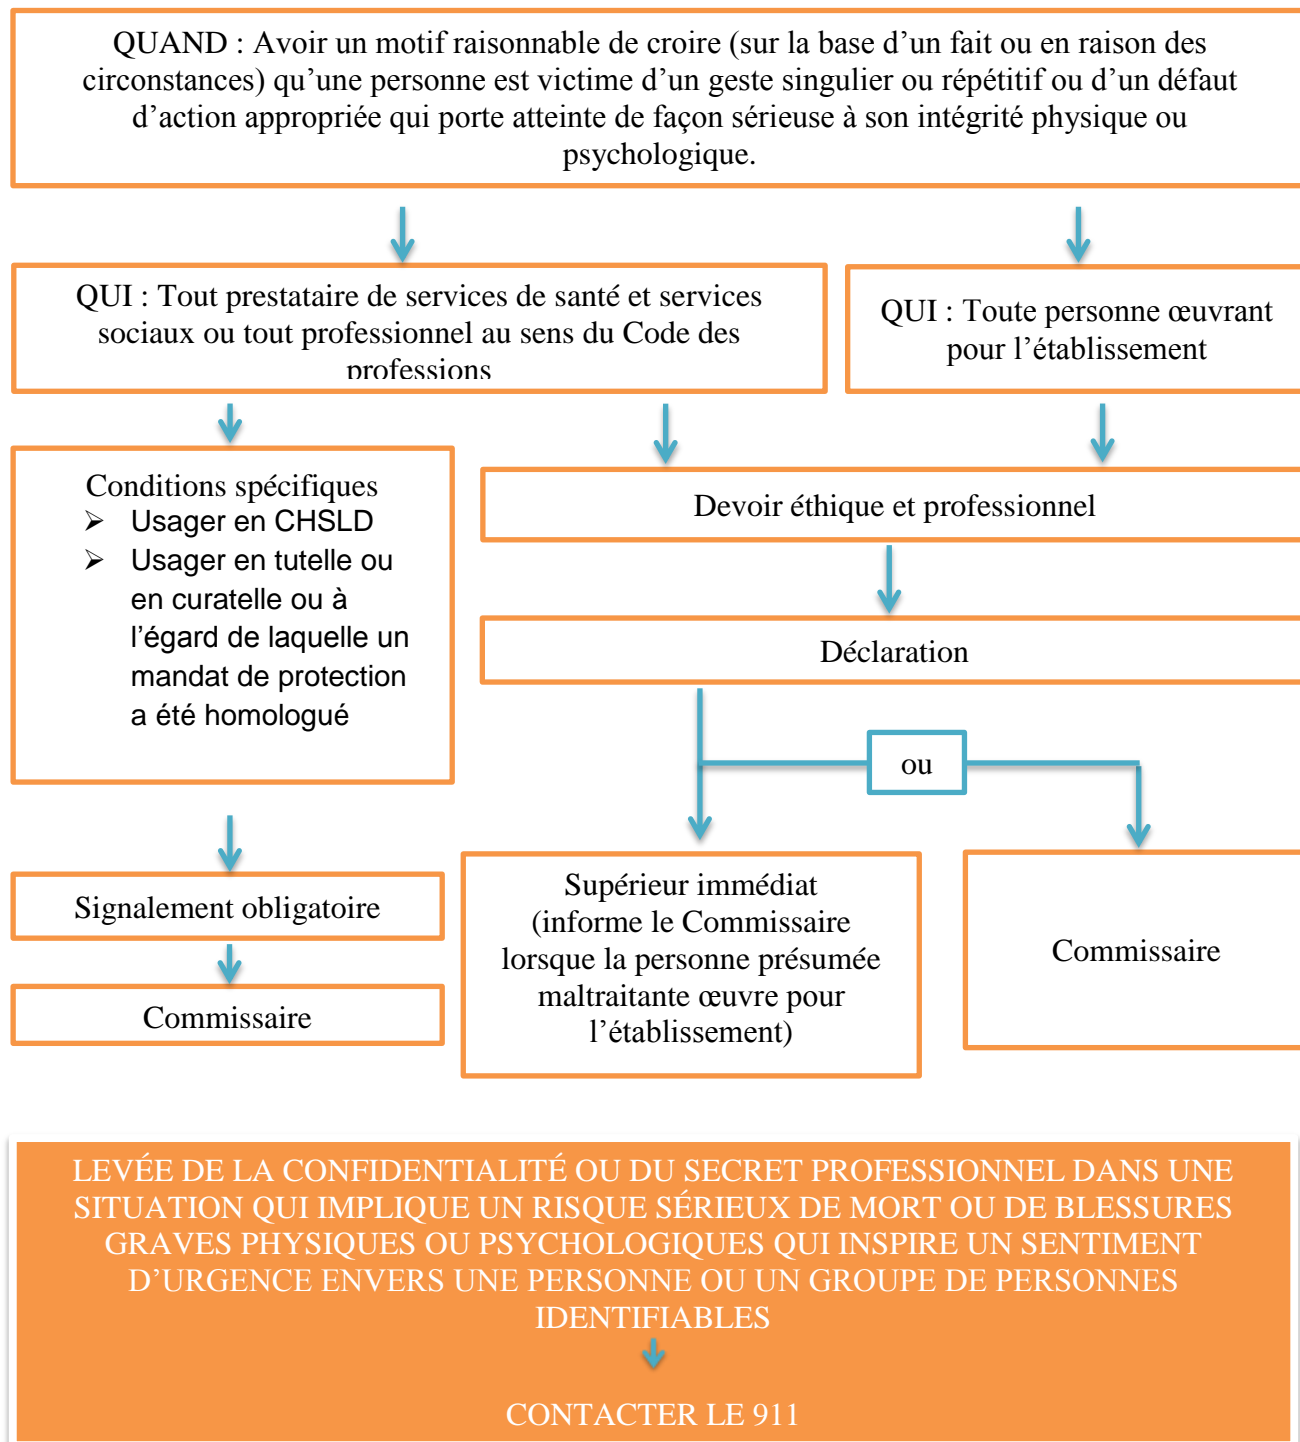 QUAND : Avoir un motif raisonnable de croire (sur la base d’un fait ou en raison des
circonstances) qu’une personne est victime d’un geste singulier ou répétitif ou d’un défaut
d’action appropriée qui porte atteinte de façon sérieuse à son intégrité physique ou
psychologique.
QUI : Tout prestataire de services de santé et services
sociaux ou tout professionnel au sens du Code des
professions
QUI : Toute personne œuvrant
pour l’établissement
Conditions spécifiques
➢ Usager en CHSLD
➢ Usager en tutelle ou
en curatelle ou à
l’égard de laquelle un
mandat de protection
a été homologué
Devoir éthique et professionnel
Déclaration
ou
Signalement obligatoire
Commissaire
Supérieur immédiat
(informe le Commissaire
lorsque la personne présumée
maltraitante œuvre pour
l’établissement)
Commissaire
LEVÉE DE LA CONFIDENTIALITÉ OU DU SECRET PROFESSIONNEL DANS UNE
SITUATION QUI IMPLIQUE UN RISQUE SÉRIEUX DE MORT OU DE BLESSURES
GRAVES PHYSIQUES OU PSYCHOLOGIQUES QUI INSPIRE UN SENTIMENT
D’URGENCE ENVERS UNE PERSONNE OU UN GROUPE DE PERSONNES
IDENTIFIABLES
CONTACTER LE 911